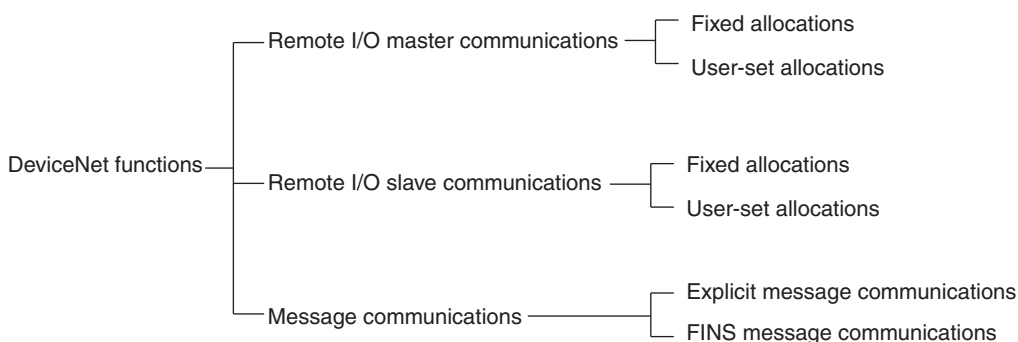 DeviceNet functions
Remote I/O master communications
Fixed allocations
User-set allocations
Remote I/O slave communications
Fixed allocations
User-set allocations
Message communications
Explicit message communications
FINS message communications